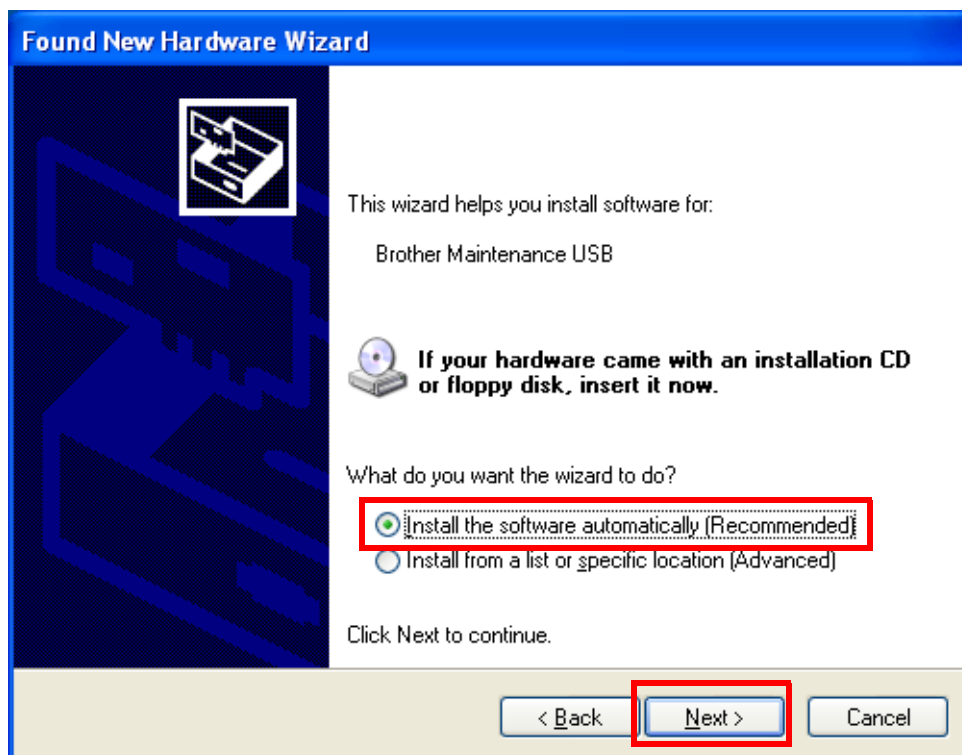 Found New Hardware Wizard
This wizard helps you install software for:
Brother Maintenance USB
If your hardware came with an installation CD
or floppy disk, insert it now.
What do you want the wizard to do?
Install the software automatically (Recommended)
Install from a list or specific location (Advanced)
Click Next to continue.
< Back
Next >
Cancel